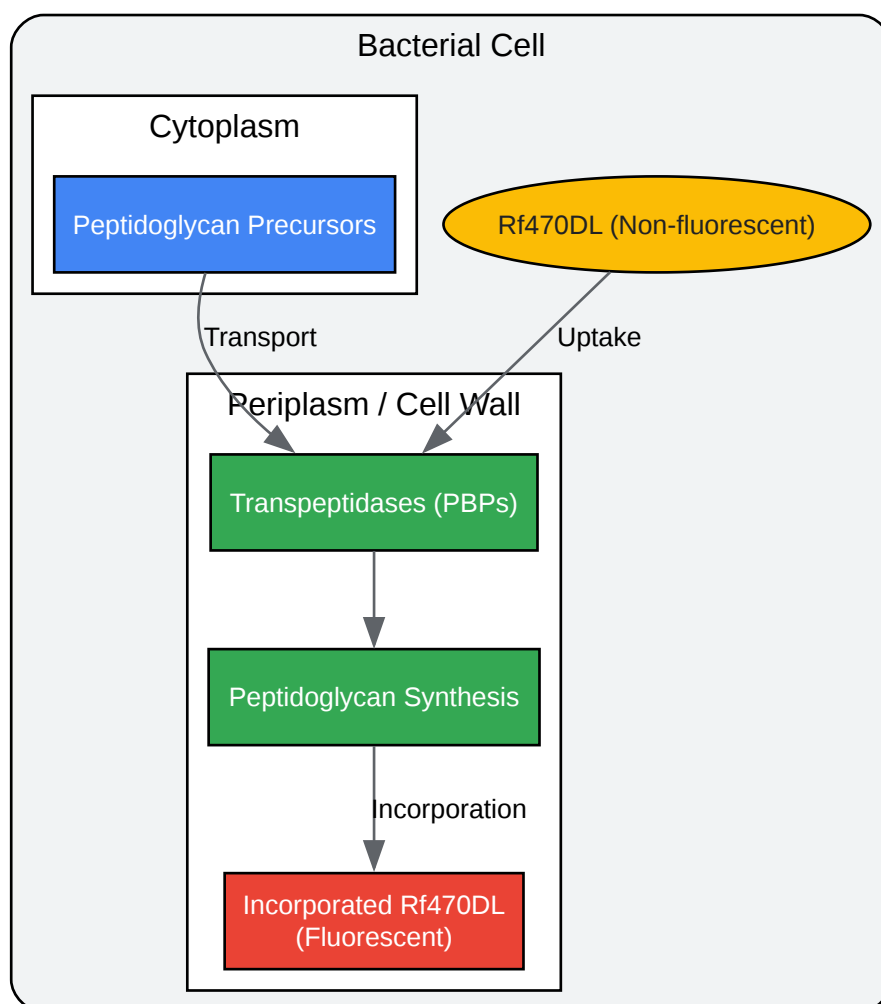 Bacterial Cell
Cytoplasm
Peptidoglycan Precursors
Rf470DL (Non-fluorescent)
Transport
Uptake
Periplasm / Cell Wall
Transpeptidases (PBPs)
Peptidoglycan Synthesis
Incorporation
Incorporated Rf470DL
(Fluorescent)